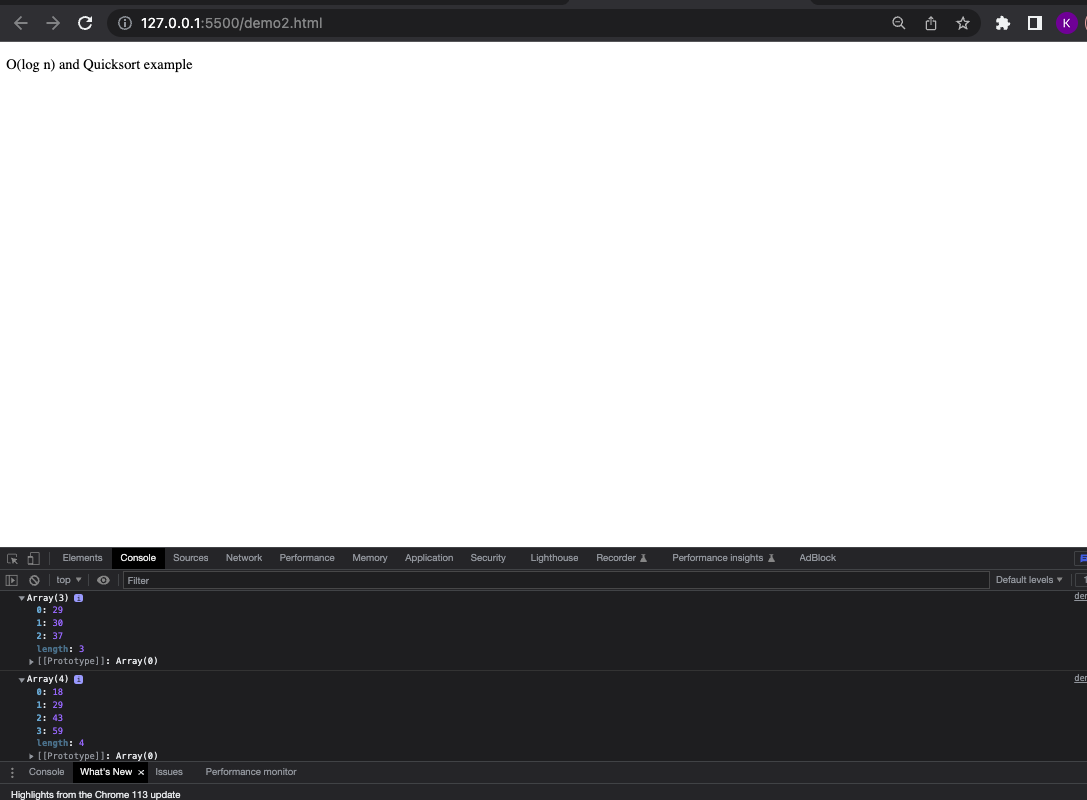 127.0.0.1:5500/demo2.html
K
O(log n) and Quicksort example
Elements Console Sources Network Performance Memory Application Security Lighthouse Recorder Performance insights AdBlock
top Filter Default levels
Array(3) i
0: 29
1: 30
2: 37
length: 3
[[Prototype]]: Array(0)
Array(4) i
0: 18
1: 29
2: 43
3: 59
length: 4
[[Prototype]]: Array(0)
Console What's New × Issues Performance monitor
Highlights from the Chrome 113 update